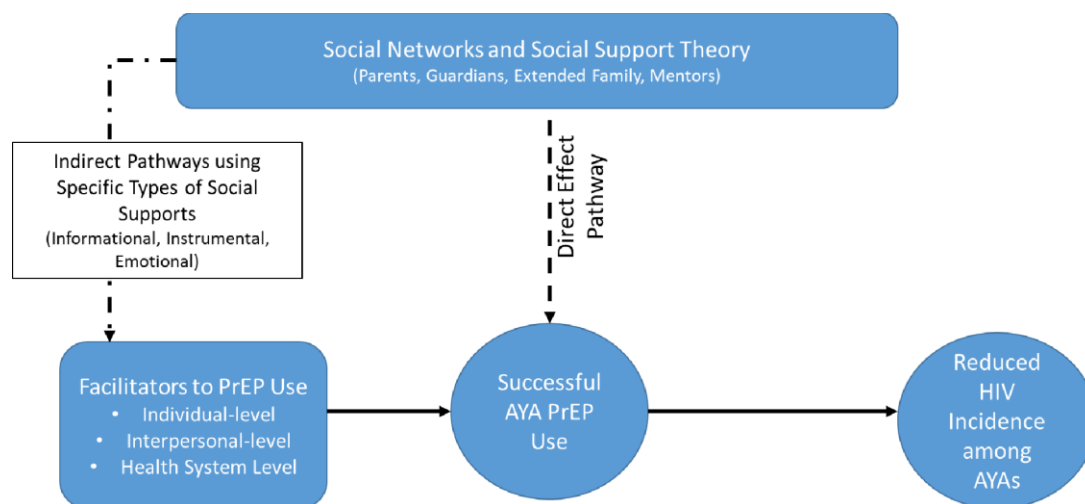 Social Networks and Social Support Theory
(Parents, Guardians, Extended Family, Mentors)
Indirect Pathways using
Specific Types of Social
Supports
(Informational, Instrumental,
Emotional)
Direct Effect
Pathway
Facilitators to PrEP Use
• Individual-level
• Interpersonal-level
• Health System Level
Successful
AYA PrEP
Use
Reduced
HIV
Incidence
among
AYAs